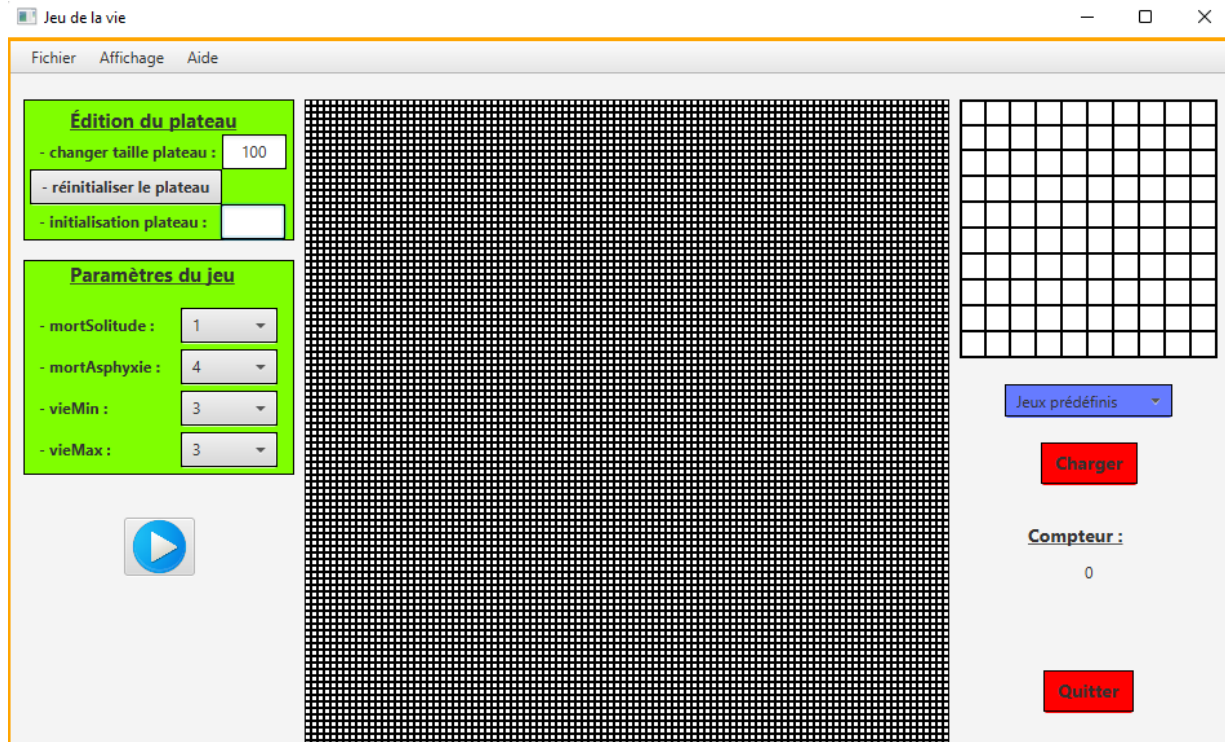 Jeu de la vie
Fichier Affichage Aide
Édition du plateau
- changer taille plateau : 100
- réinitialiser le plateau
- initialisation plateau :
Paramètres du jeu
- mortSolitude : 1
- mortAsphyxie : 4
- vieMin : 3
- vieMax : 3
Jeux prédéfinis
Charger
Compteur :
0
Quitter